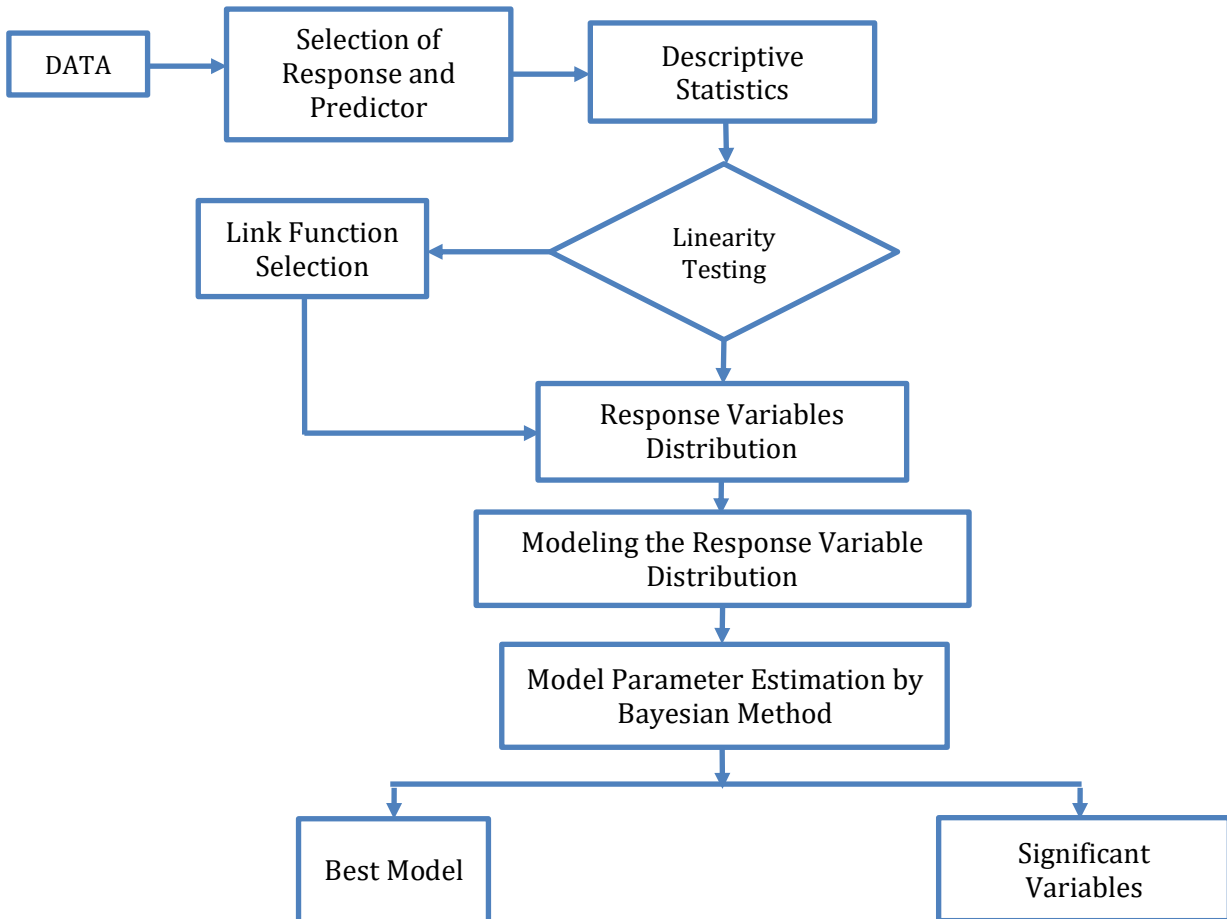 DATA
Selection of
Response and
Predictor
Descriptive
Statistics
Linearity
Testing
Link Function
Selection
Response Variables
Distribution
Modeling the Response Variable
Distribution
Model Parameter Estimation by
Bayesian Method
Best Model
Significant
Variables